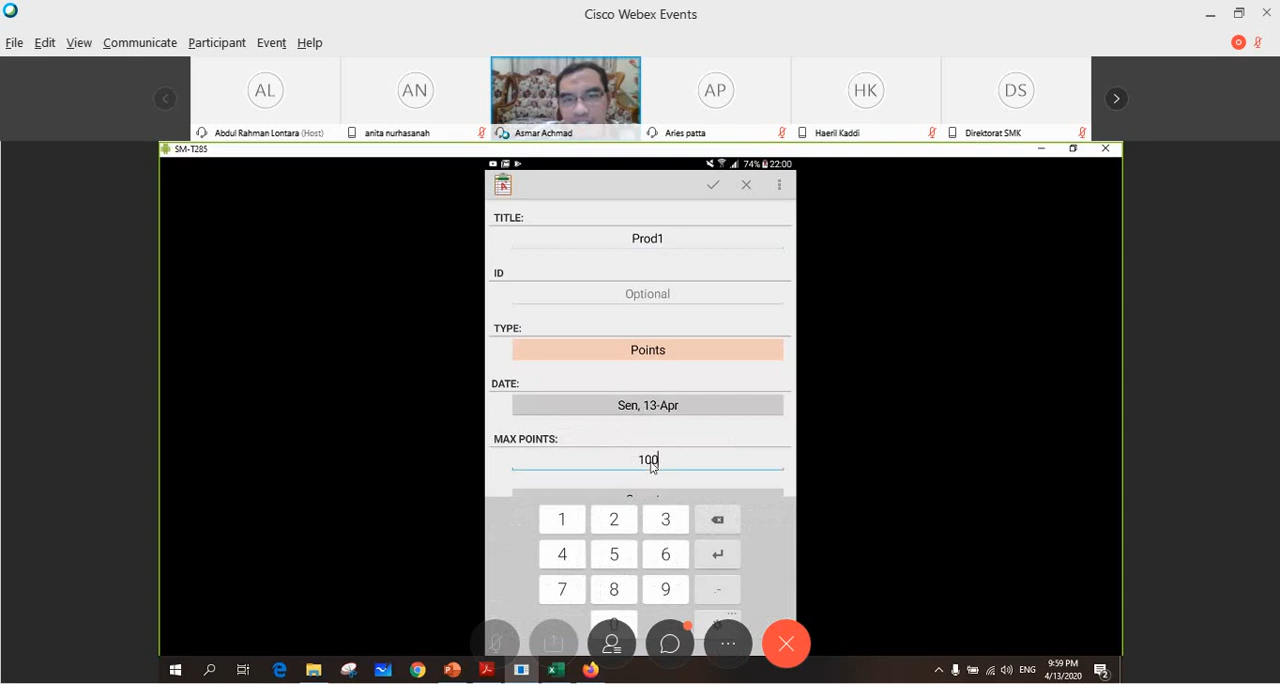 Cisco Webex Events
File Edit View Communicate Participant Event Help
AL AN AP HK DS
Abdul Rahman Lontara (Host) anita nurhasanah Asmar Achmad Aries patta Haeril Kaddi Direktorat SMK
SM-T285
74% 22:00
TITLE:
Prod1
ID
Optional
TYPE:
Points
DATE:
Sen, 13-Apr
MAX POINTS:
100
1 2 3
4 5 6
7 8 9 .-
0
ENG
9:59 PM
4/13/2020
2